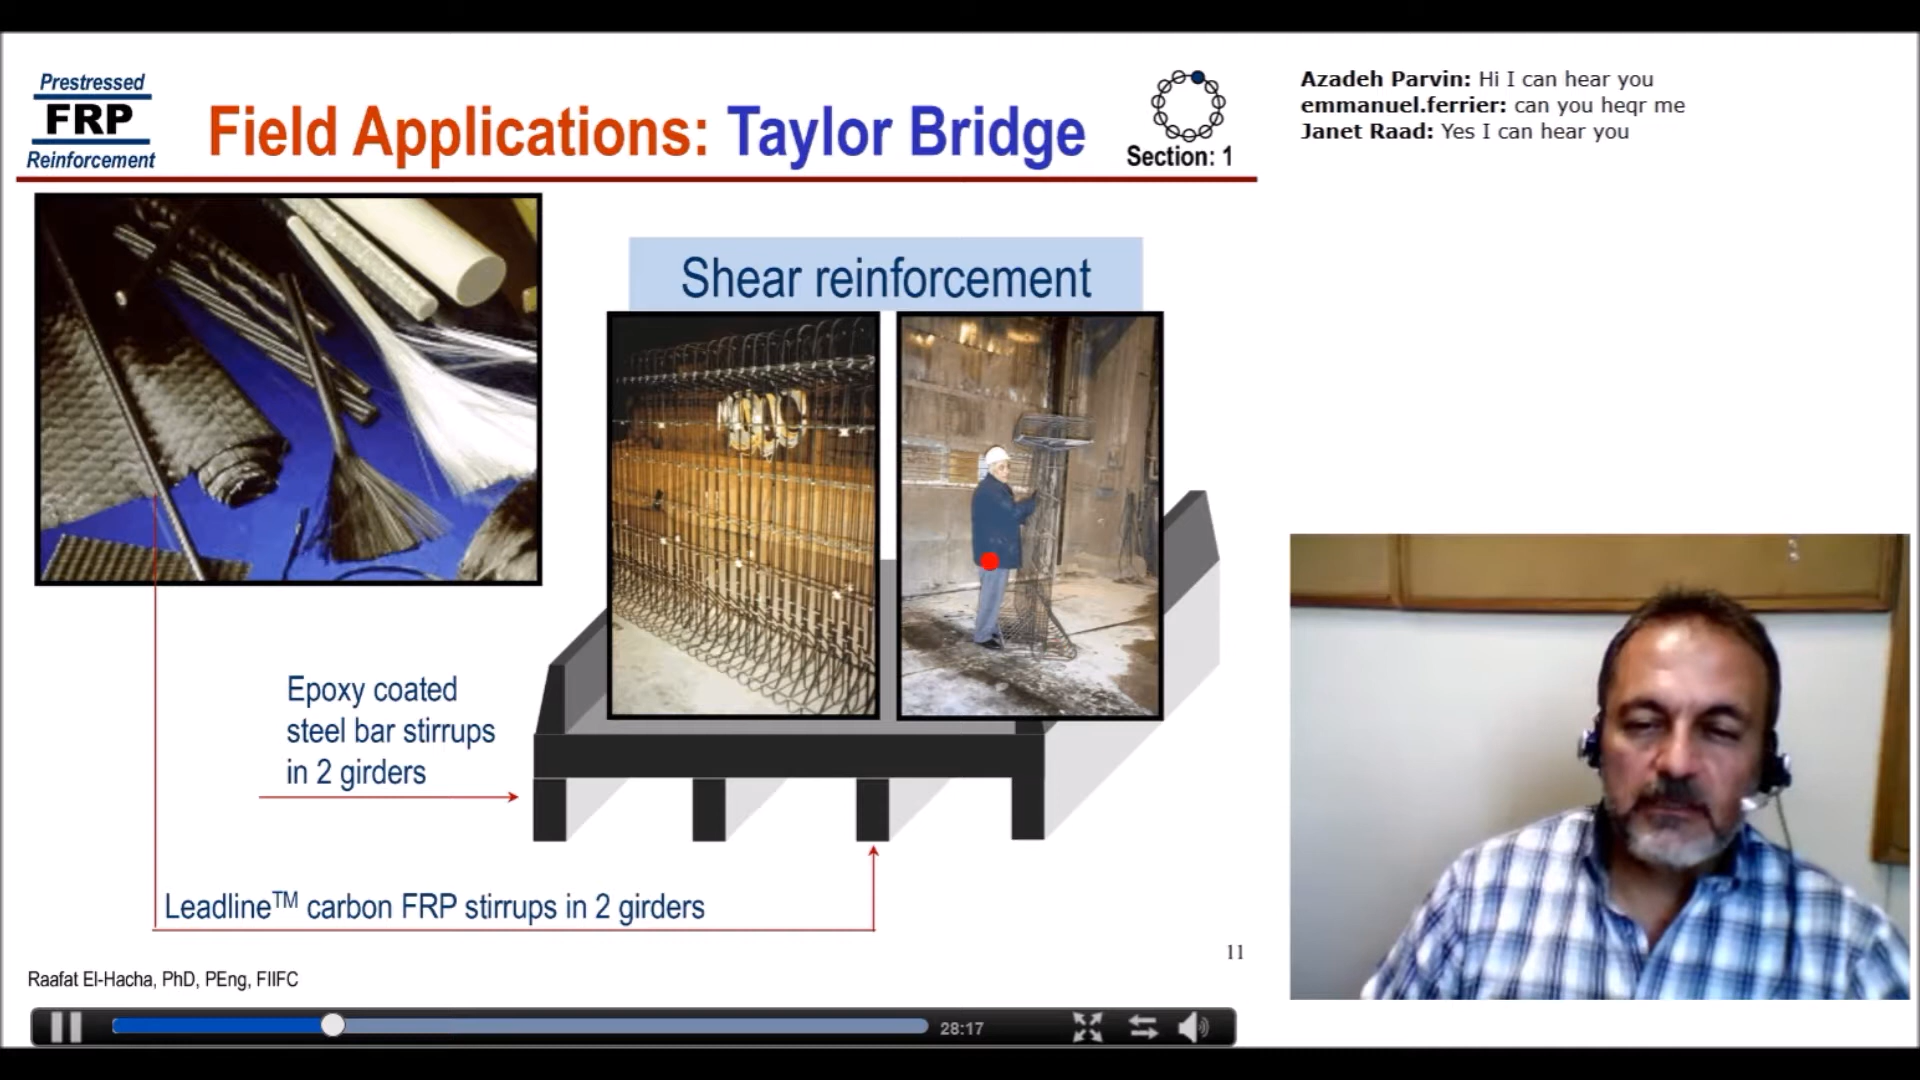 Prestressed
FRP
Reinforcement
Field Applications: Taylor Bridge
Section: 1
Azadeh Parvin: Hi I can hear you
emmanuel.ferrier: can you heqr me
Janet Raad: Yes I can hear you
Shear reinforcement
Epoxy coated
steel bar stirrups
in 2 girders
Leadline™ carbon FRP stirrups in 2 girders
11
Raafat El-Hacha, PhD, PEng, FIIFC
28:17